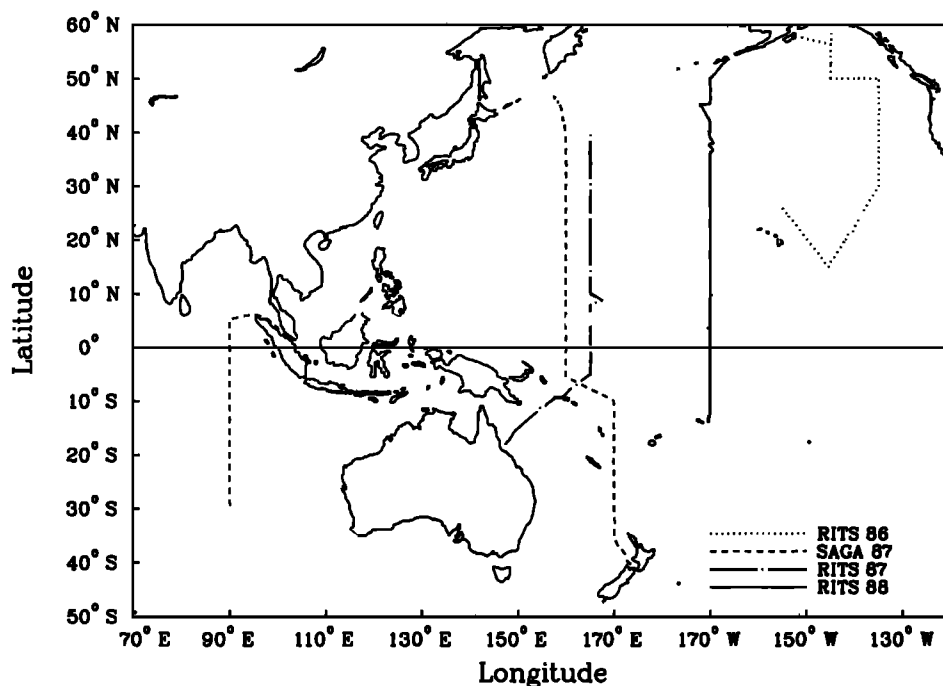 60° N
50° N
40° N
30° N
20° N
10° N
0°
10° S
20° S
30° S
40° S
50° S
Latitude
70° E 90° E 110° E 130° E 150° E 170° E 170° W 150° W 130° W
Longitude
RITS 86
SAGA 87
RITS 87
RITS 88